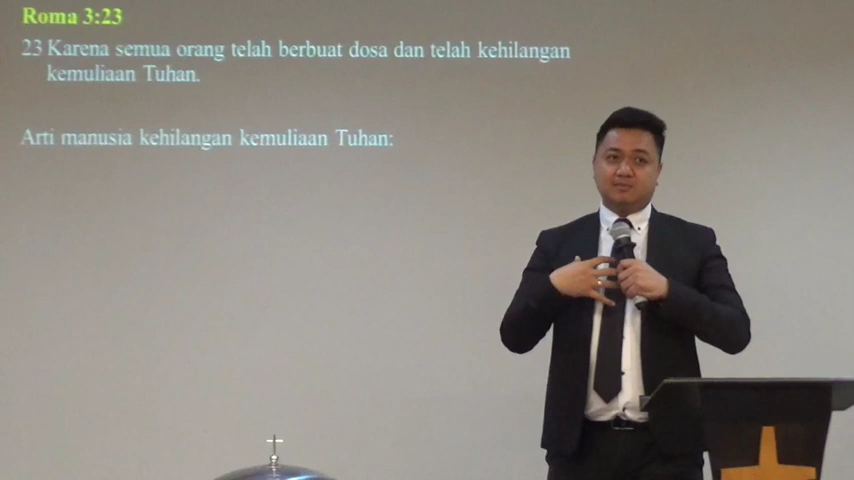 Roma 3:23
23 Karena semua orang telah berbuat dosa dan telah kehilangan
kemuliaan Tuhan.
Arti manusia kehilangan kemuliaan Tuhan: